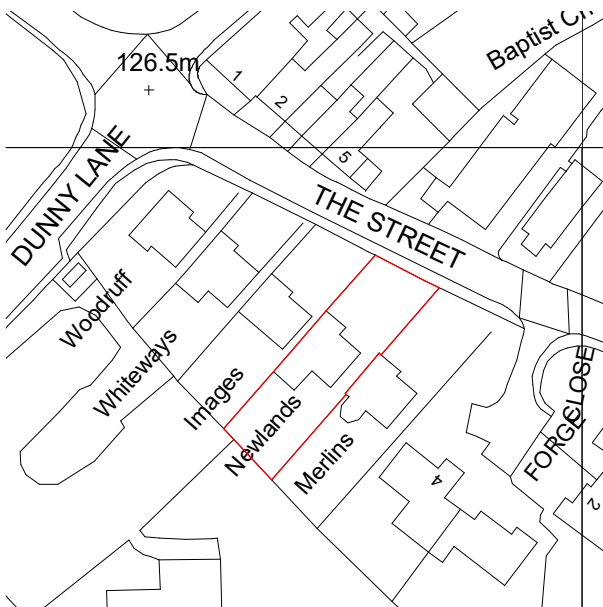 Baptist Ch
126.5m
1
2
5
DUNNY LANE
THE STREET
Woodruff
Whiteways
Images
Newlands
Merlins
FORGE CLOSE
4
2